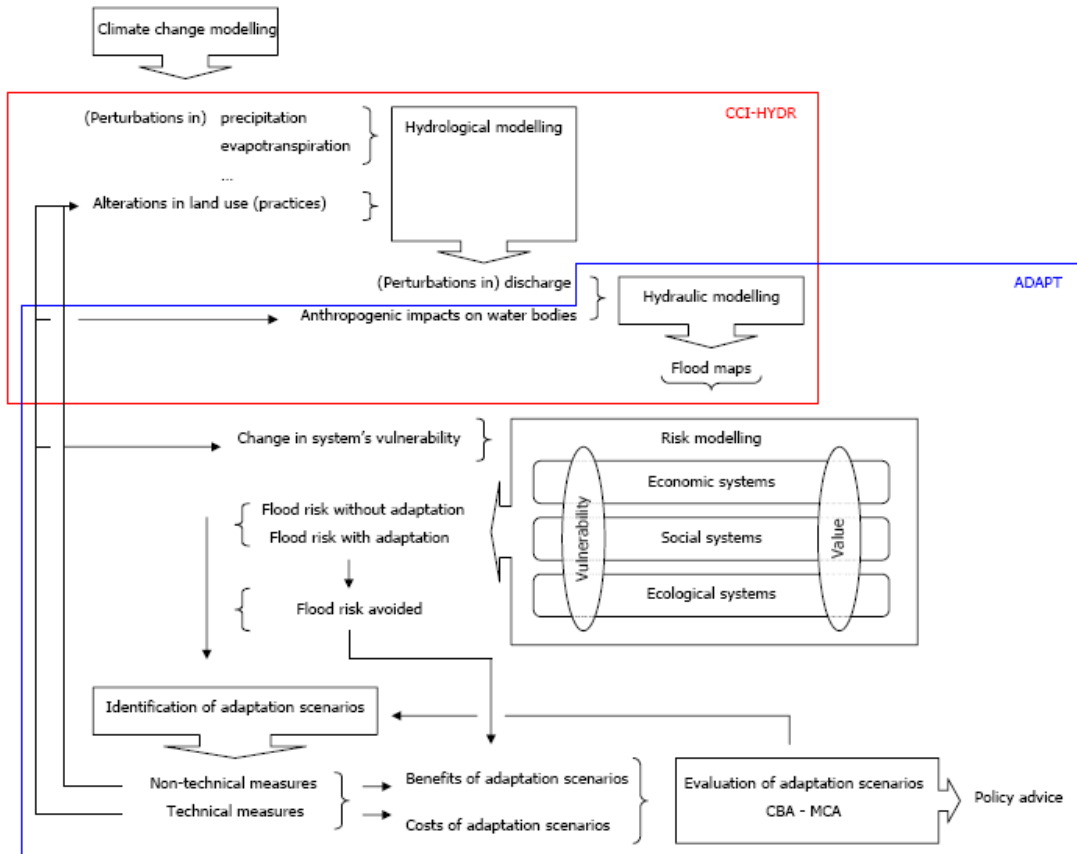 Climate change modelling
CCI-HYDR
(Perturbations in) precipitation
evapotranspiration
...
Hydrological modelling
Alterations in land use (practices)
ADAPT
(Perturbations in) discharge
Anthropogenic impacts on water bodies
Hydraulic modelling
Flood maps
Change in system's vulnerability
Risk modelling
Economic systems
Social systems
Ecological systems
Vulnerability
Value
Flood risk without adaptation
Flood risk with adaptation
Flood risk avoided
Identification of adaptation scenarios
Non-technical measures
Technical measures
Benefits of adaptation scenarios
Costs of adaptation scenarios
Evaluation of adaptation scenarios
CBA - MCA
Policy advice